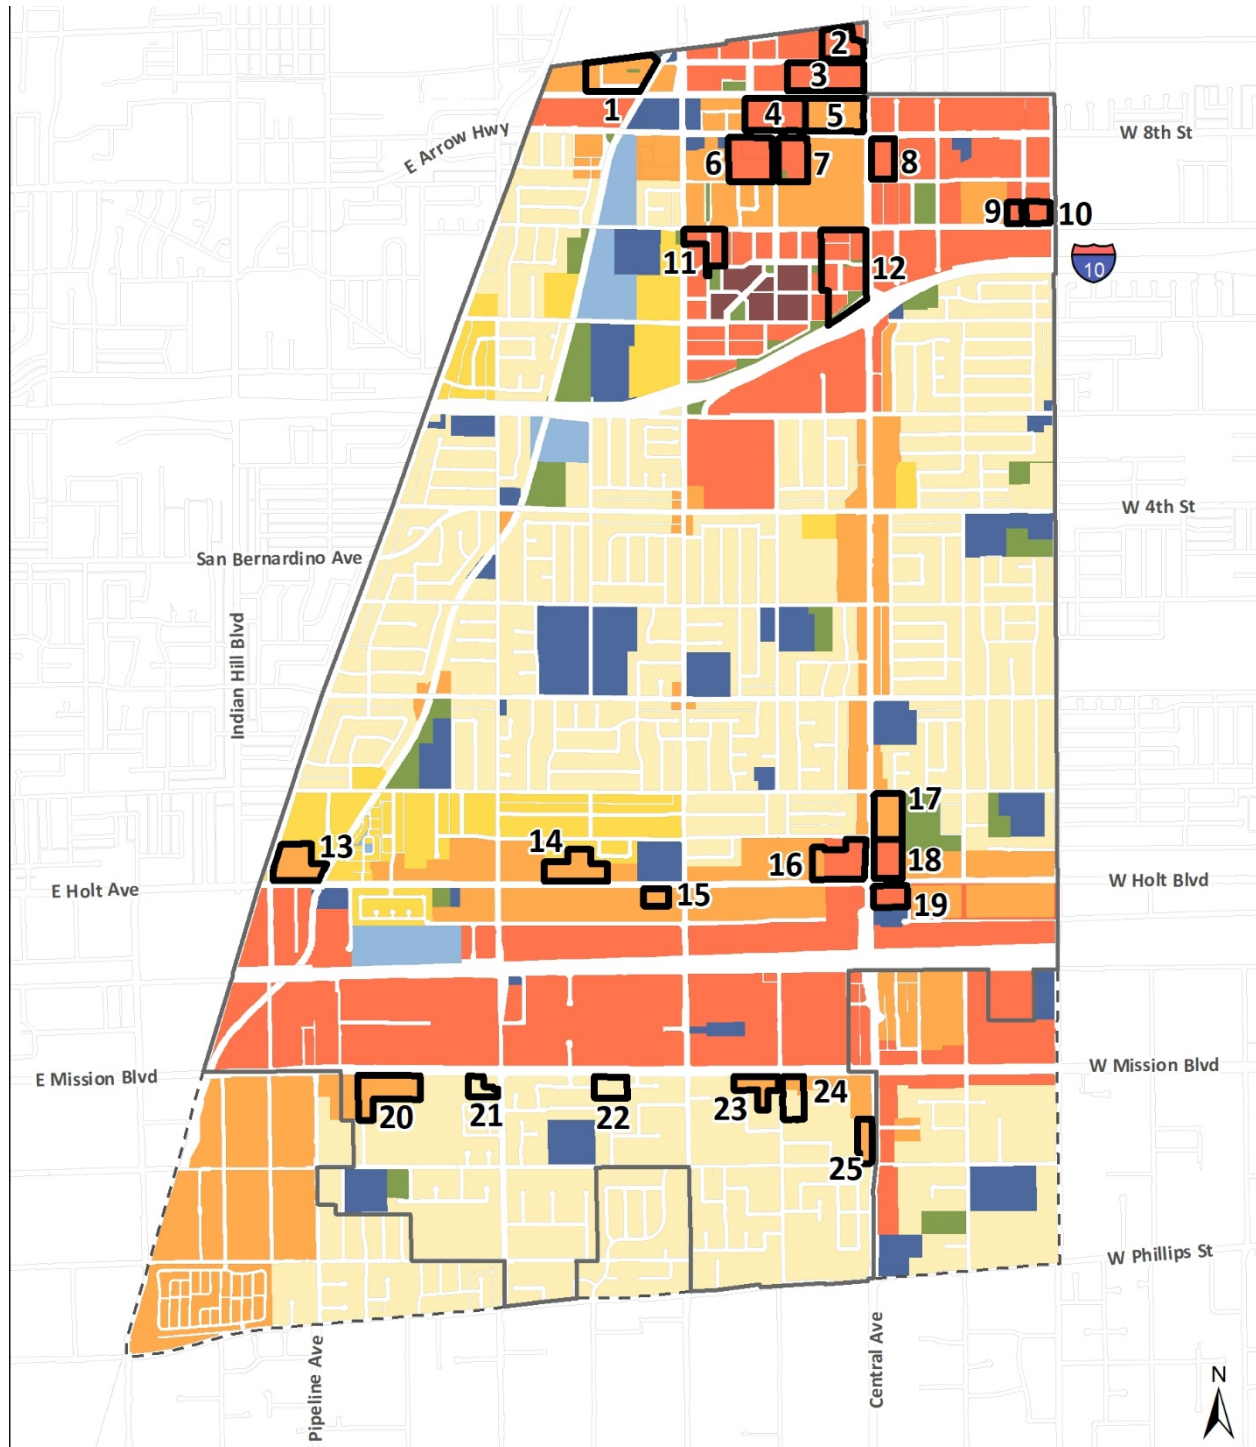 2
3
1
4
5
W 8th St
E Arrow Hwy
6
7
8
9
10
11
12
10
W 4th St
San Bernardino Ave
Indian Hill Blvd
17
13
14
16
18
E Holt Ave
15
19
W Holt Blvd
E Mission Blvd
W Mission Blvd
20
21
22
23
24
25
W Phillips St
Pipeline Ave
Central Ave
N